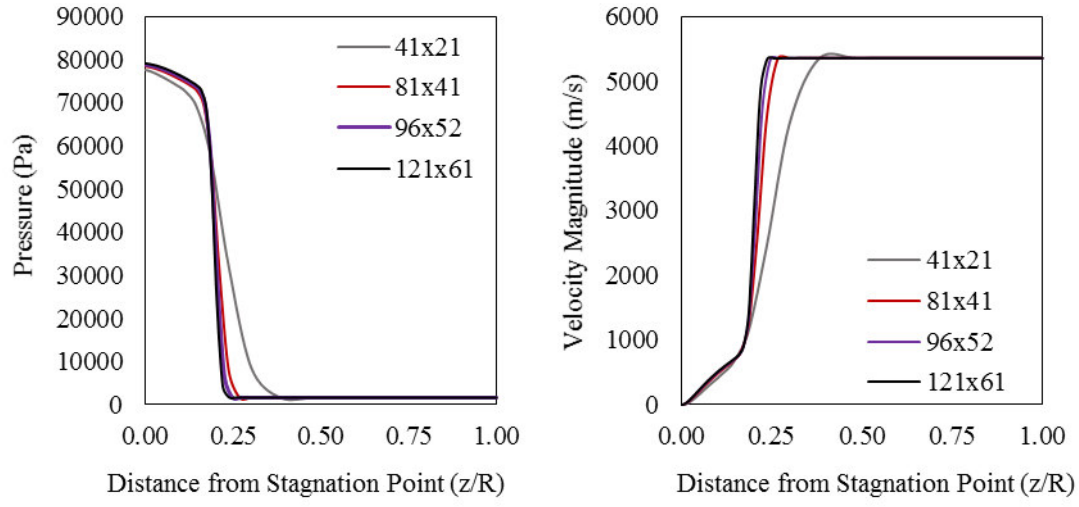 90000
80000
70000
60000
50000
40000
30000
20000
10000
0
Pressure (Pa)
41x21
81x41
96x52
121x61
0.00 0.25 0.50 0.75 1.00
Distance from Stagnation Point (z/R)
6000
5000
4000
3000
2000
1000
0
Velocity Magnitude (m/s)
41x21
81x41
96x52
121x61
0.00 0.25 0.50 0.75 1.00
Distance from Stagnation Point (z/R)